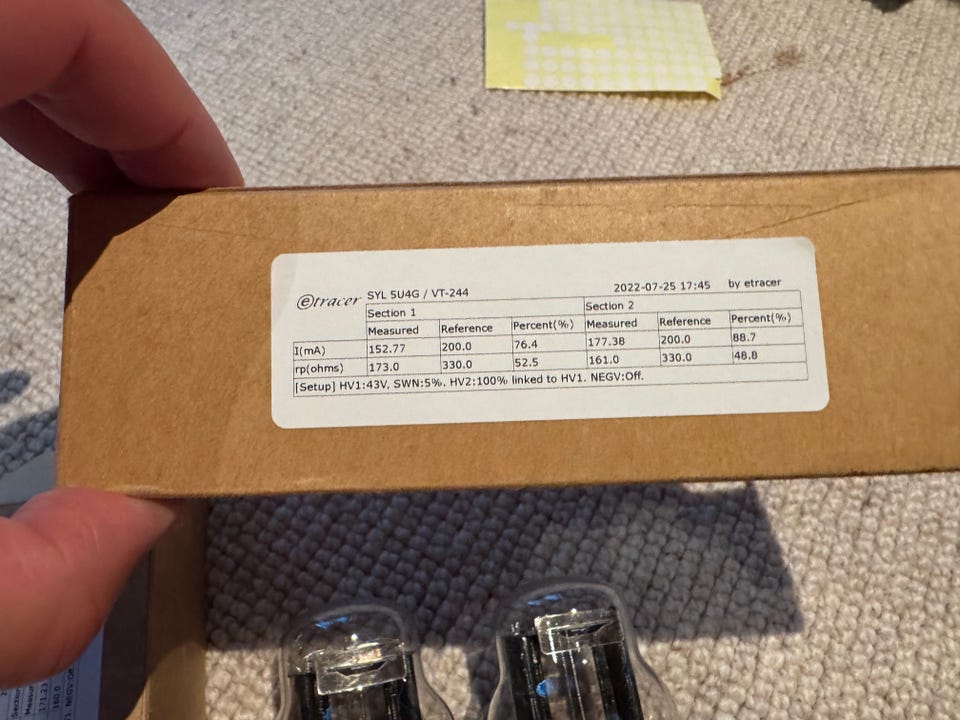 etracer SYL 5U4G / VT-244 2022-07-25 17:45 by etracer
Section 1 Section 2
Measured Reference Percent(%) Measured Reference Percent(%)
I(mA) 152.77 200.0 76.4 177.38 200.0 88.7
rp(ohms) 173.0 330.0 52.5 161.0 330.0 48.8
[Setup] HV1:43V, SWN:5%, HV2:100% linked to HV1. NEGV:Off.